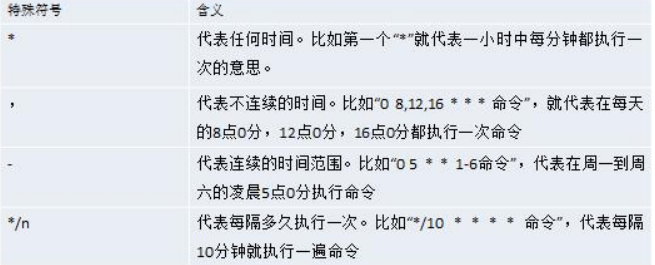 特殊符号 含义
* 代表任何时间。比如第一个“*”就代表一小时中每分钟都执行一
次的意思。
， 代表不连续的时间。比如“0 8,12,16 * * * 命令”，就代表在每天
的8点0分，12点0分，16点0分都执行一次命令
- 代表连续的时间范围。比如“0 5 * * 1-6命令”，代表在周一到周
六的凌晨5点0分执行命令
*/n 代表每隔多久执行一次。比如“*/10 * * * * 命令”，代表每隔
10分钟就执行一遍命令